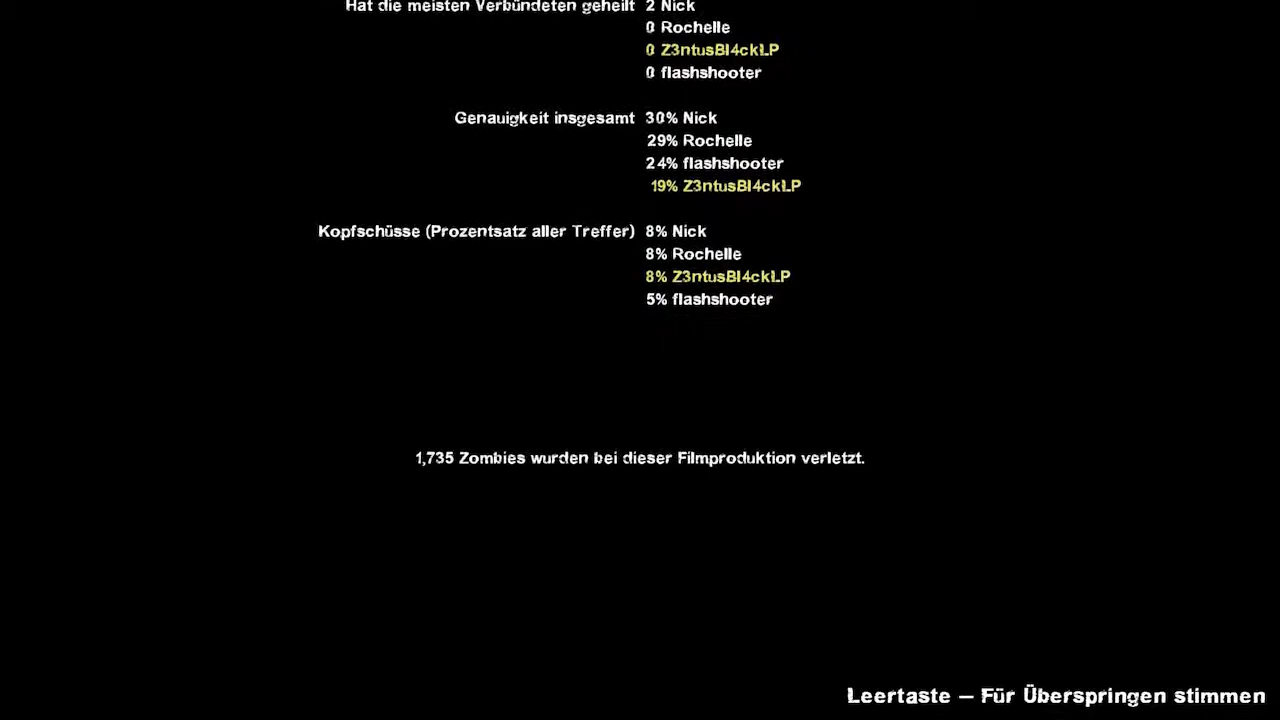 Hat die meisten Verbündeten geheilt 2 Nick
0 Rochelle
0 Z3ntusBl4ckLP
0 flashshooter
Genauigkeit insgesamt 30% Nick
29% Rochelle
24% flashshooter
19% Z3ntusBl4ckLP
Kopfschüsse (Prozentsatz aller Treffer) 8% Nick
8% Rochelle
8% Z3ntusBl4ckLP
5% flashshooter
1,735 Zombies wurden bei dieser Filmproduktion verletzt.
Leertaste – Für Überspringen stimmen